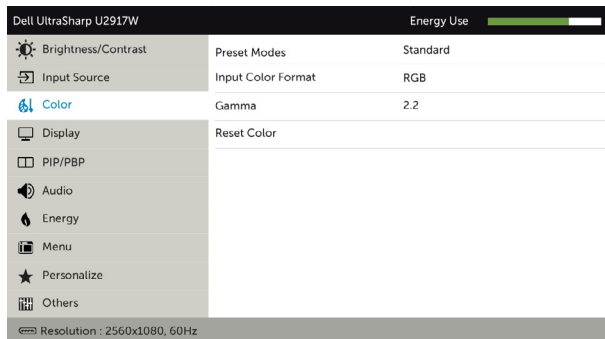 Dell UltraSharp U2917W Energy Use
Brightness/Contrast
Input Source
Color
Display
PIP/PBP
Audio
Energy
Menu
Personalize
Others
Preset Modes Standard
Input Color Format RGB
Gamma 2.2
Reset Color
Resolution : 2560x1080, 60Hz